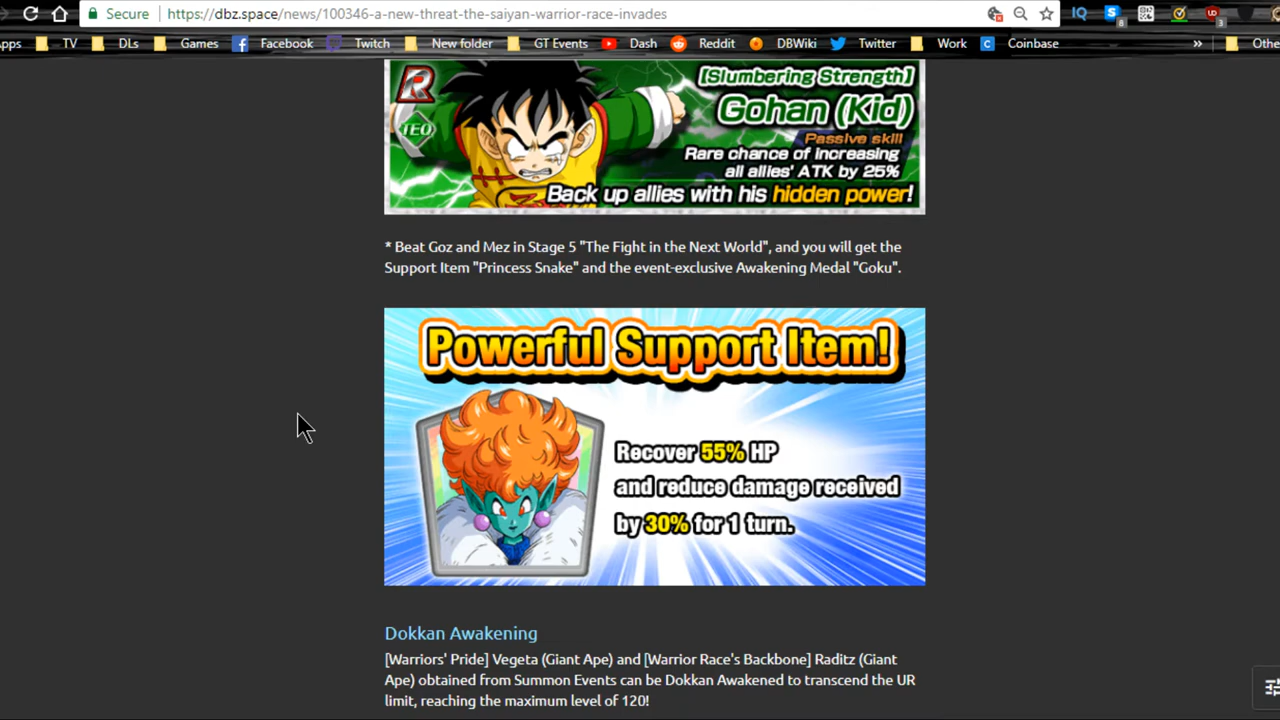 Secure https://dbz.space/news/100346-a-new-threat-the-saiyan-warrior-race-invades
IQ 8 3
Apps TV DLs Games Facebook Twitch New folder GT Events Dash Reddit DBWiki Twitter Work Coinbase » Othe
R [Slumbering Strength]
Gohan (Kid)
TEQ Passive skill
Rare chance of increasing
all allies' ATK by 25%
Back up allies with his hidden power!
* Beat Goz and Mez in Stage 5 "The Fight in the Next World", and you will get the
Support Item "Princess Snake" and the event-exclusive Awakening Medal "Goku".
Powerful Support Item!
Recover 55% HP
and reduce damage received
by 30% for 1 turn.
Dokkan Awakening
[Warriors' Pride] Vegeta (Giant Ape) and [Warrior Race's Backbone] Raditz (Giant
Ape) obtained from Summon Events can be Dokkan Awakened to transcend the UR
limit, reaching the maximum level of 120!